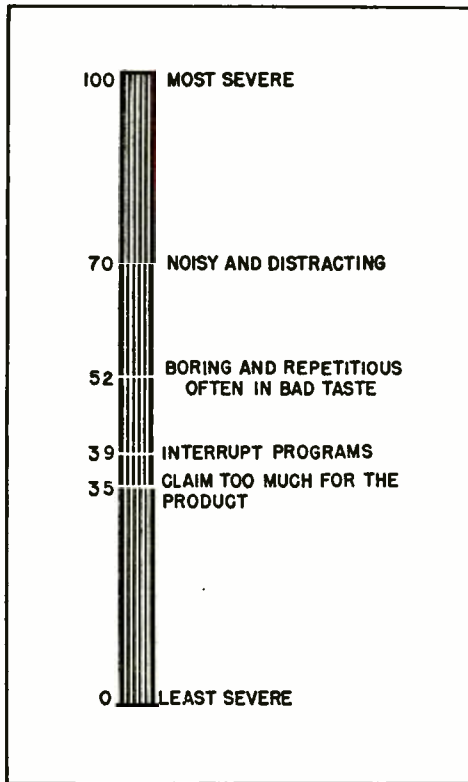 100 MOST SEVERE
70 NOISY AND DISTRACTING
52 BORING AND REPETITIOUS
OFTEN IN BAD TASTE
39 INTERRUPT PROGRAMS
35 CLAIM TOO MUCH FOR THE
PRODUCT
0 LEAST SEVERE